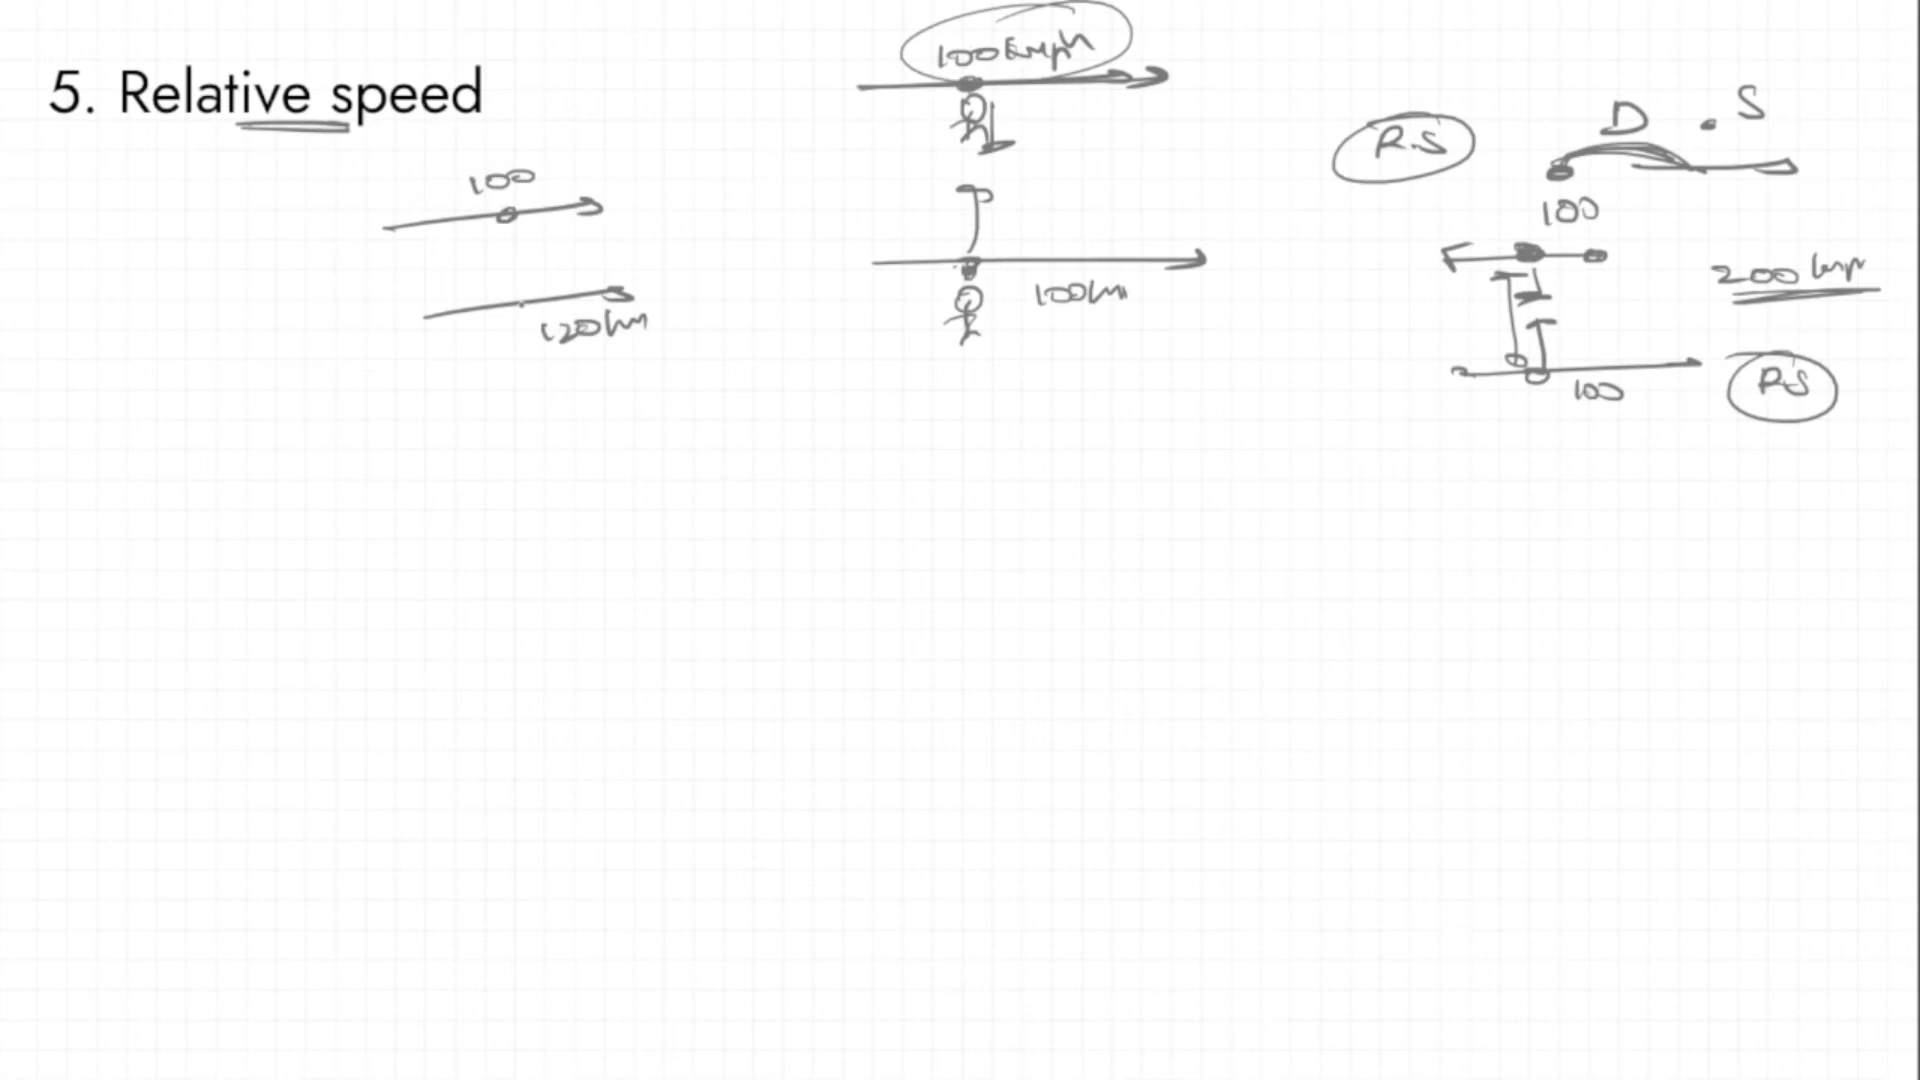 5. Relative speed
100
120km
100kmph
100km
R.S
D . S
100
200 kmph
100
R.S